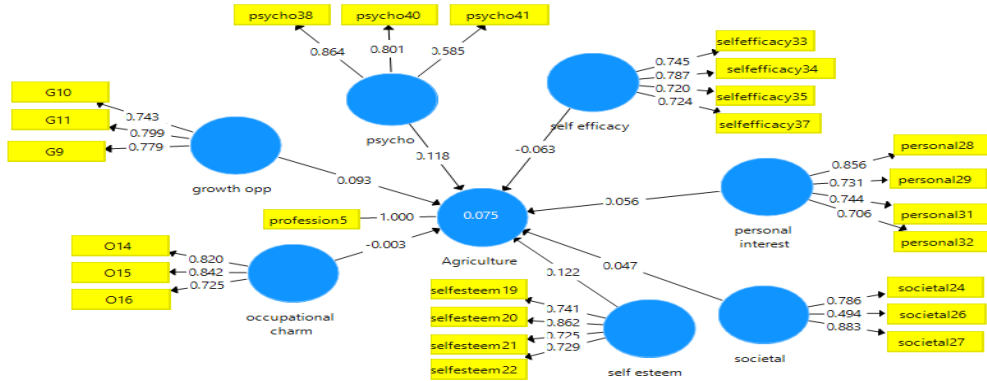 psycho38
psycho40
psycho41
0.864
0.801
0.585
psycho
0.118
selfefficacy33
selfefficacy34
selfefficacy35
selfefficacy37
0.745
0.787
0.720
0.724
self efficacy
-0.063
G10
G11
G9
0.743
0.799
0.779
growth opp
0.093
personal28
personal29
personal31
personal32
0.856
0.731
0.744
0.706
personal
interest
0.056
profession5
1.000
0.075
Agriculture
O14
O15
O16
0.820
0.842
0.725
occupational
charm
-0.003
selfesteem19
selfesteem20
selfesteem21
selfesteem22
0.741
0.862
0.725
0.729
self esteem
0.122
societal24
societal26
societal27
0.786
0.494
0.883
societal
0.047